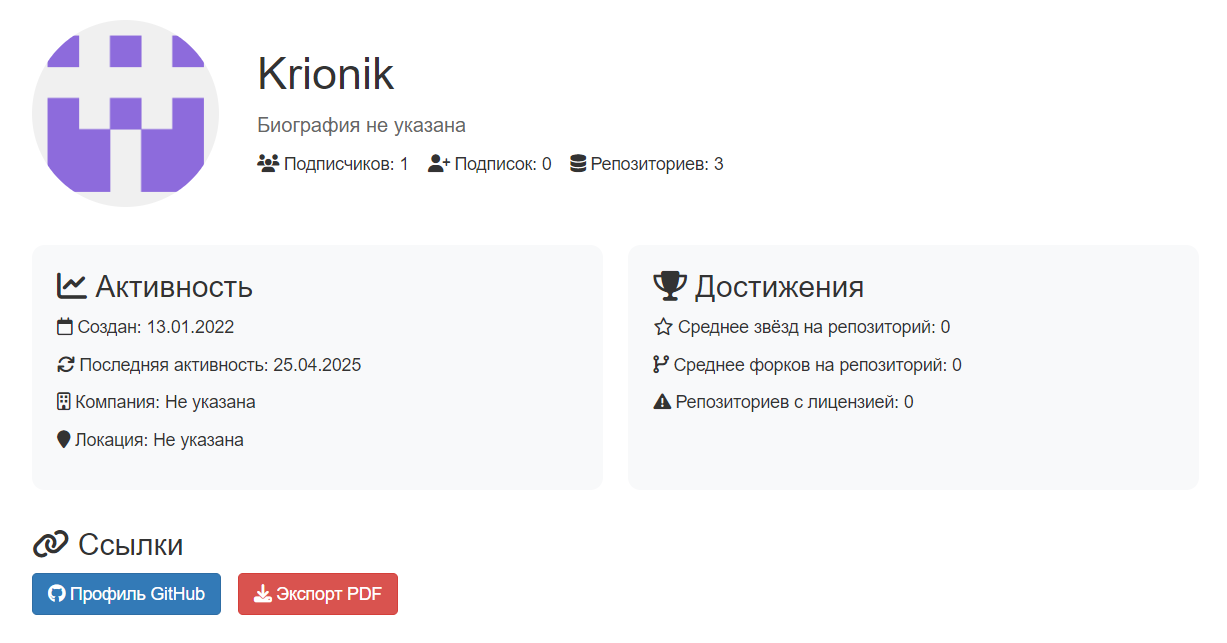 Krionik
Биография не указана
Подписчиков: 1 Подписок: 0 Репозиториев: 3
Активность
Создан: 13.01.2022
Последняя активность: 25.04.2025
Компания: Не указана
Локация: Не указана
Достижения
Среднее звёзд на репозиторий: 0
Среднее форков на репозиторий: 0
Репозиториев с лицензией: 0
Ссылки
Профиль GitHub Экспорт PDF